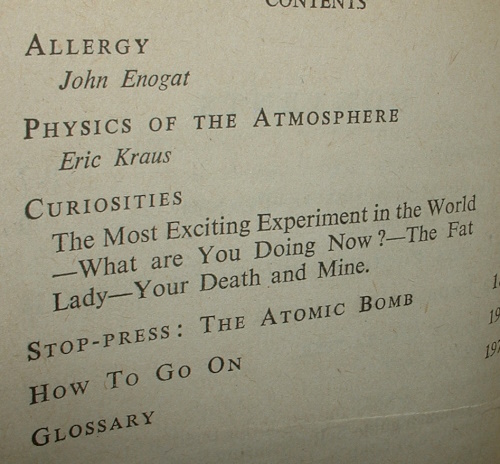 CONTENTS
ALLERGY
John Enogat
PHYSICS OF THE ATMOSPHERE
Eric Kraus
CURIOSITIES
The Most Exciting Experiment in the World
—What are You Doing Now?—The Fat
Lady—Your Death and Mine.
STOP-PRESS: THE ATOMIC BOMB
HOW TO GO ON
GLOSSARY